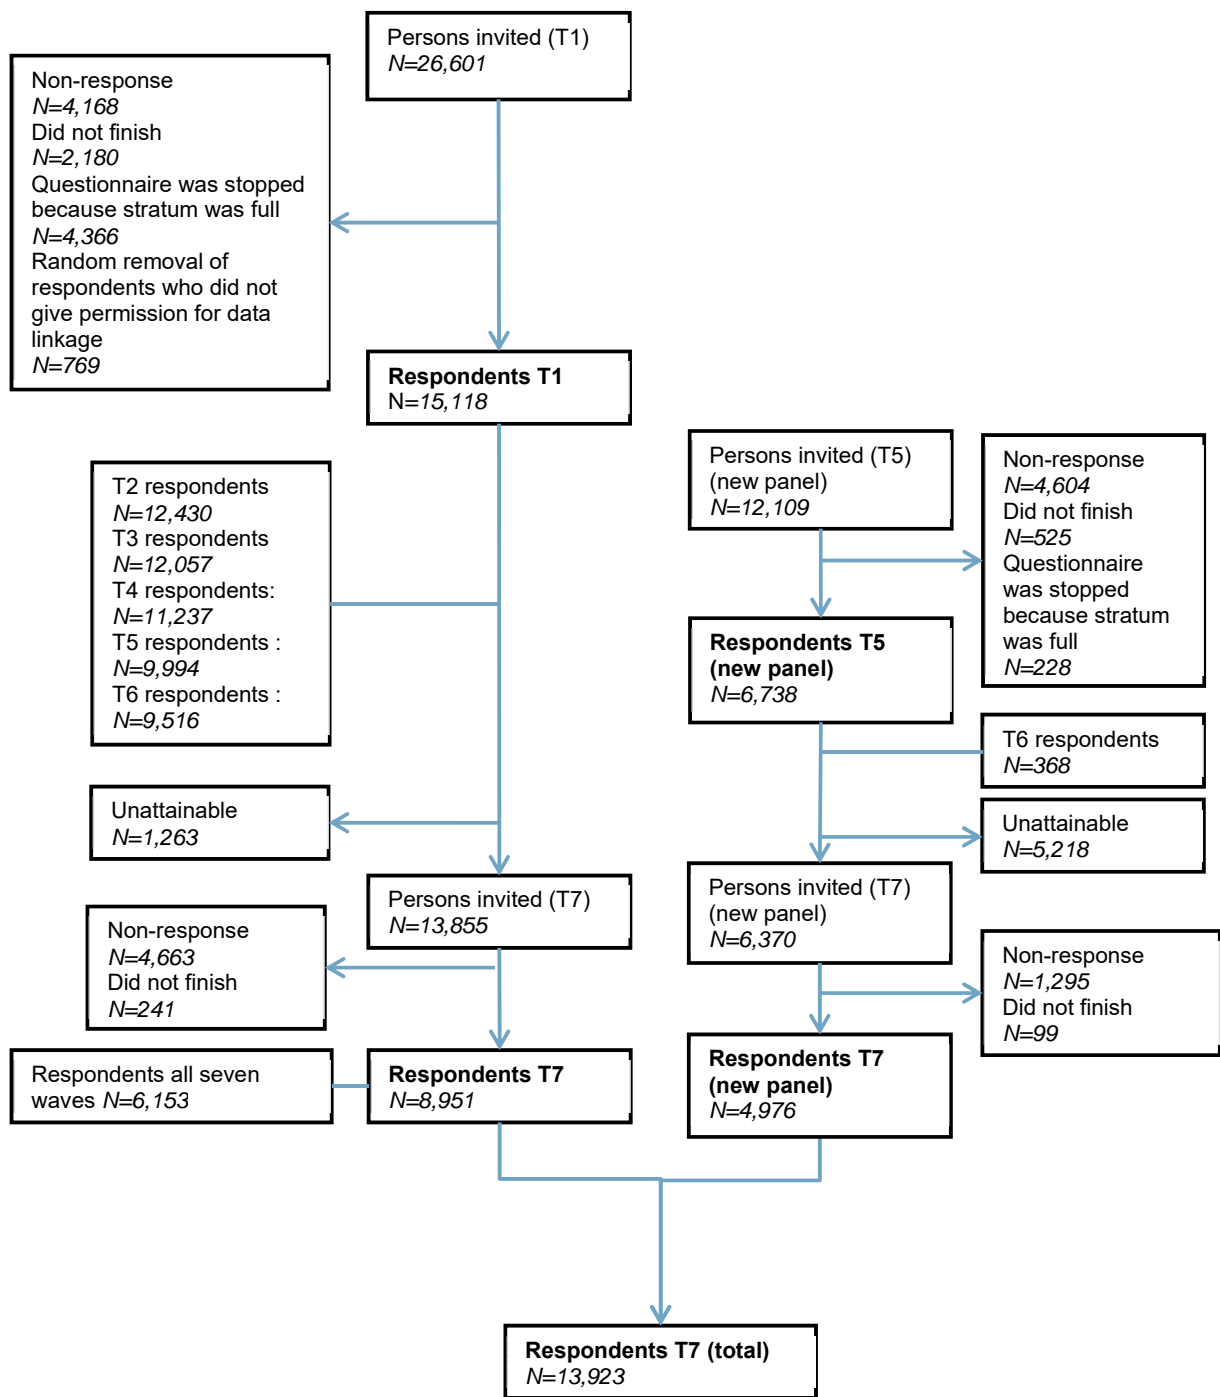 Persons invited (T1)
N=26,601
Non-response
N=4,168
Did not finish
N=2,180
Questionnaire was stopped
because stratum was full
N=4,366
Random removal of
respondents who did not
give permission for data
linkage
N=769
Respondents T1
N=15,118
T2 respondents
N=12,430
T3 respondents
N=12,057
T4 respondents:
N=11,237
T5 respondents :
N=9,994
T6 respondents :
N=9,516
Persons invited (T5)
(new panel)
N=12,109
Non-response
N=4,604
Did not finish
N=525
Questionnaire
was stopped
because stratum
was full
N=228
Respondents T5
(new panel)
N=6,738
T6 respondents
N=368
Unattainable
N=1,263
Unattainable
N=5,218
Persons invited (T7)
N=13,855
Persons invited (T7)
(new panel)
N=6,370
Non-response
N=4,663
Did not finish
N=241
Non-response
N=1,295
Did not finish
N=99
Respondents all seven
waves N=6,153
Respondents T7
N=8,951
Respondents T7
(new panel)
N=4,976
Respondents T7 (total)
N=13,923